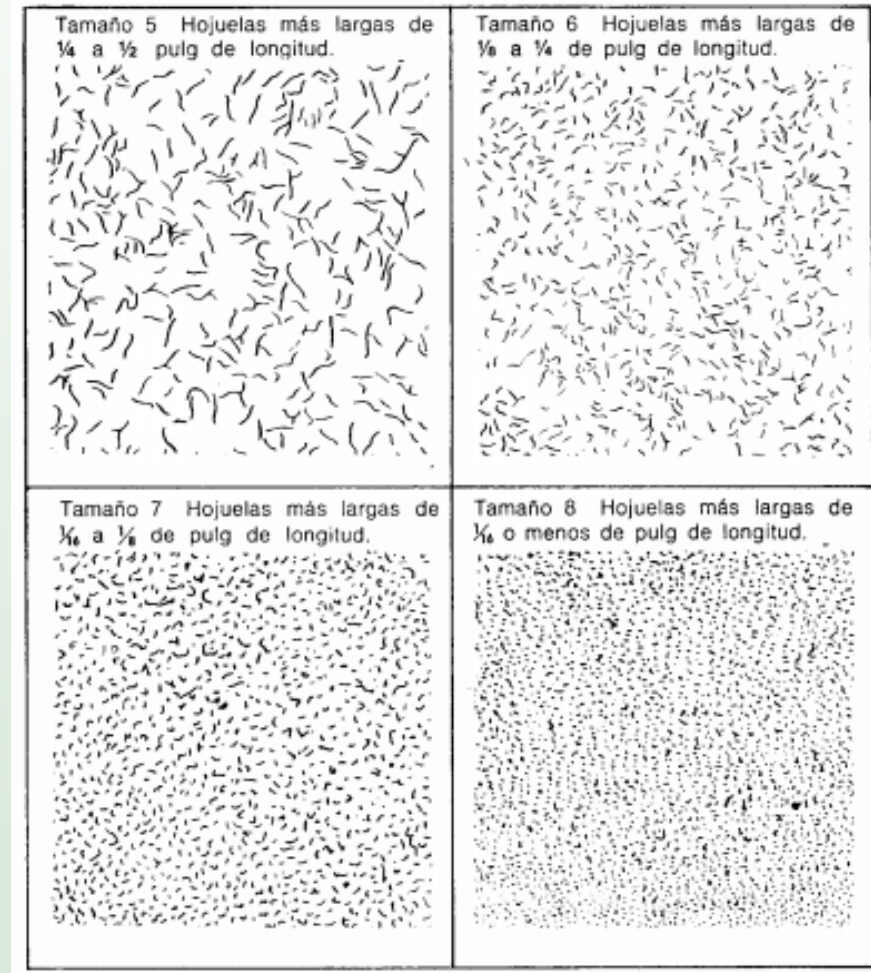 Tamaño 5 Hojuelas más largas de
¼ a ½ pulg de longitud.
Tamaño 6 Hojuelas más largas de
⅛ a ¼ de pulg de longitud.
Tamaño 7 Hojuelas más largas de
1/16 a ⅛ de pulg de longitud.
Tamaño 8 Hojuelas más largas de
1/16 o menos de pulg de longitud.